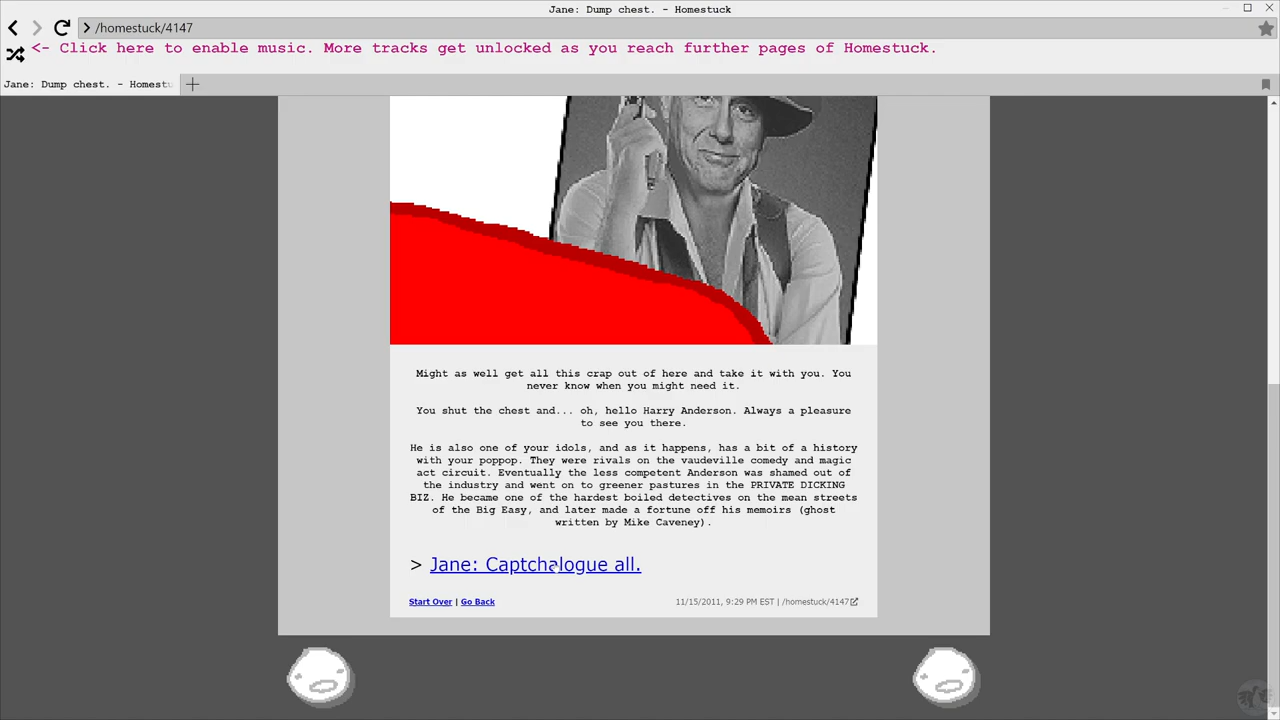 Jane: Dump chest. - Homestuck
/homestuck/4147
<- Click here to enable music. More tracks get unlocked as you reach further pages of Homestuck.
Jane: Dump chest. - Homestu
Might as well get all this crap out of here and take it with you. You
never know when you might need it.
You shut the chest and... oh, hello Harry Anderson. Always a pleasure
to see you there.
He is also one of your idols, and as it happens, has a bit of a history
with your poppop. They were rivals on the vaudeville comedy and magic
act circuit. Eventually the less competent Anderson was shamed out of
the industry and went on to greener pastures in the PRIVATE DICKING
BIZ. He became one of the hardest boiled detectives on the mean streets
of the Big Easy, and later made a fortune off his memoirs (ghost
written by Mike Caveney).
> Jane: Captchalogue all.
Start Over | Go Back
11/15/2011, 9:29 PM EST | /homestuck/4147